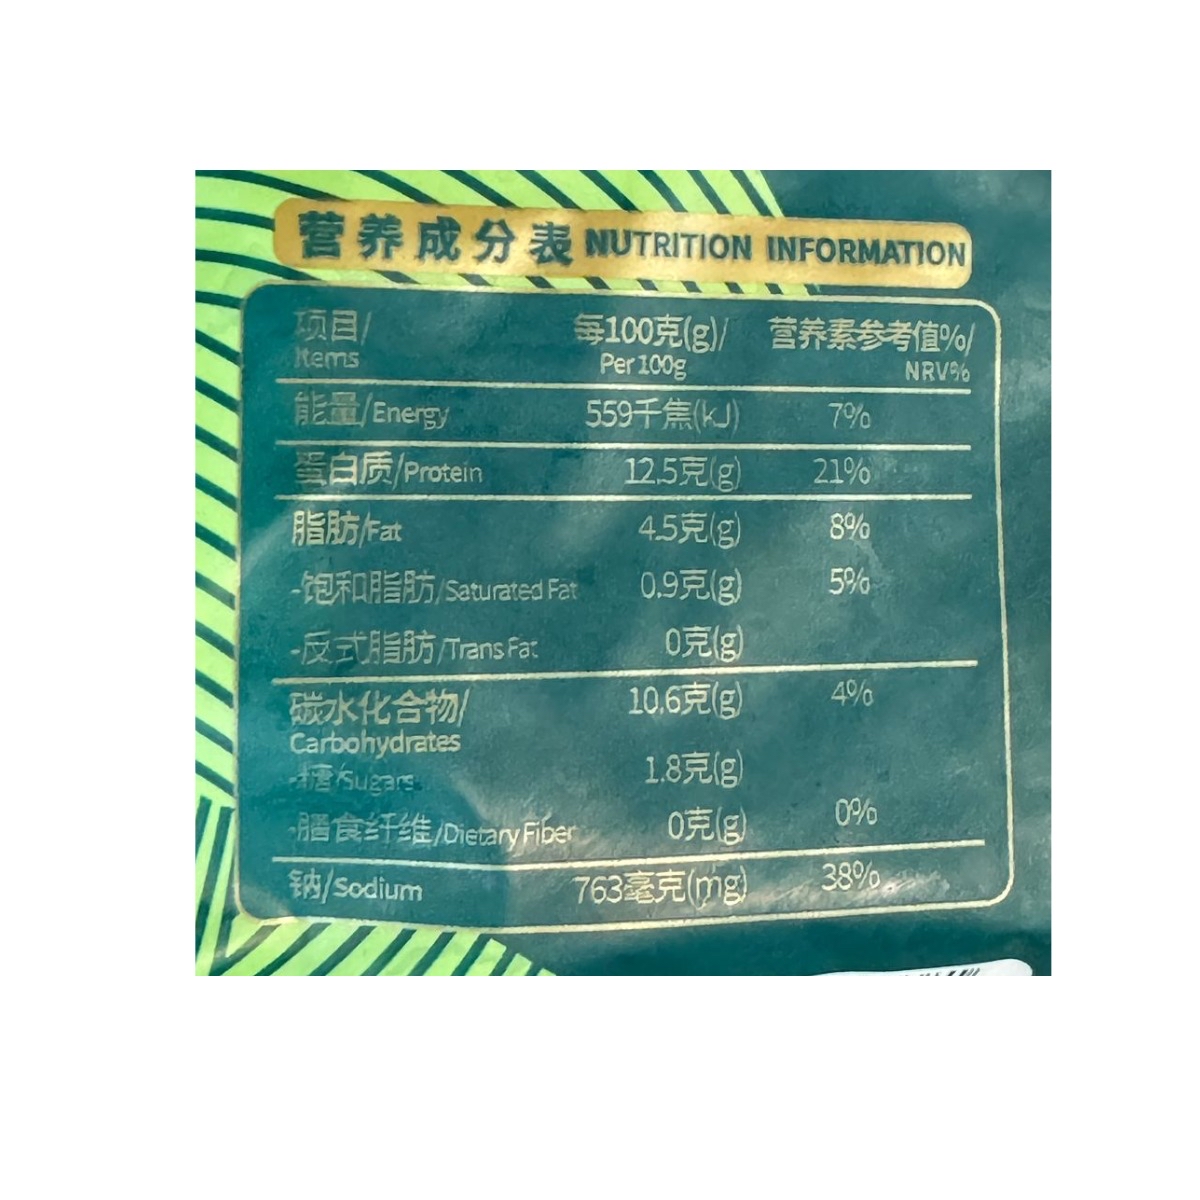 营养成分表 NUTRITION INFORMATION
项目/ 每100克(g)/ 营养素参考值%/
Items Per 100g NRV%
能量/Energy 559千焦(kJ) 7%
蛋白质/Protein 12.5克(g) 21%
脂肪/Fat 4.5克(g) 8%
-饱和脂肪/Saturated Fat 0.9克(g) 5%
-反式脂肪/Trans Fat 0克(g)
碳水化合物/ 10.6克(g) 4%
Carbohydrates
-糖/Sugars 1.8克(g)
-膳食纤维/Dietary Fiber 0克(g) 0%
钠/Sodium 763毫克(mg) 38%